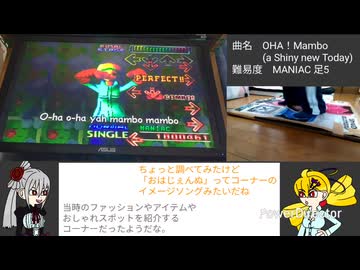 曲名 OHA！Mambo
(a Shiny new Today)
難易度 MANIAC 足5
FINAL STAGE
PERFECT!!
COMBO
O-ha o-ha yah mambo mambo
MANIAC
SINGLE
ASUS
ちょっと調べてみたけど
「おはじぇんぬ」ってコーナーの
イメージソングみたいだね
当時のファッションやアイテムや
おしゃれスポットを紹介する
コーナーだったようだな。
PowerDirector